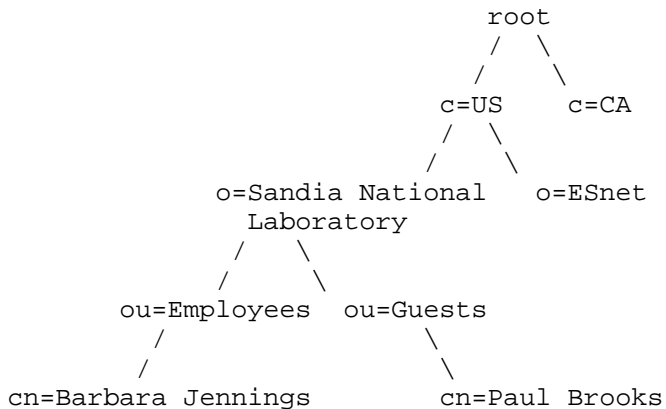 root
c=US c=CA
o=Sandia National o=ESnet
Laboratory
ou=Employees ou=Guests
cn=Barbara Jennings cn=Paul Brooks